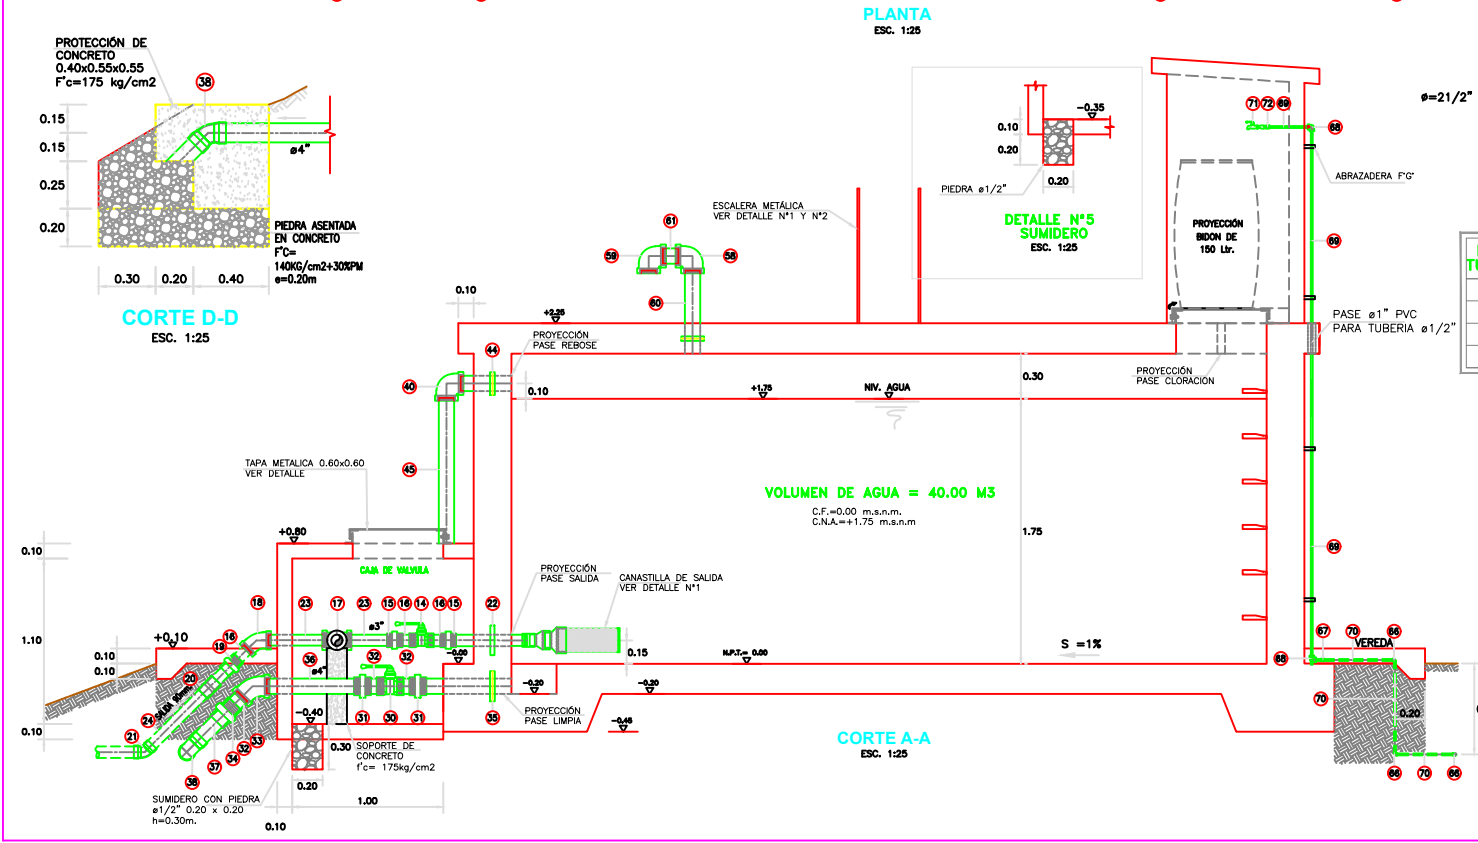 PLANTA
ESC. 1:25
PROTECCIÓN DE
CONCRETO
0.40x0.55x0.55
F'c=175 kg/cm2
38
0.15
0.15
0.25
0.20
ø4"
PIEDRA ASENTADA
EN CONCRETO
F'C=
140KG/cm2+30%PM
e=0.20m
0.30
0.20
0.40
CORTE D-D
ESC. 1:25
-0.35
0.10
0.20
0.20
PIEDRA ø1/2"
DETALLE N°5
SUMIDERO
ESC. 1:25
ø=21/2"
71
72
69
68
ABRAZADERA F°G°
PROYECCIÓN
BIDON DE
150 Ltr.
69
PASE ø1" PVC
PARA TUBERIA ø1/2"
ESCALERA METÁLICA
VER DETALLE N°1 Y N°2
61
59
58
60
0.10
+2.25
PROYECCIÓN
PASE REBOSE
44
40
0.10
+1.75
NIV. AGUA
0.30
PROYECCIÓN
PASE CLORACION
TAPA METALICA 0.60x0.60
VER DETALLE
45
VOLUMEN DE AGUA = 40.00 M3
C.F.=0.00 m.s.n.m.
C.N.A.=+1.75 m.s.n.m
1.75
69
0.10
+0.80
CAJA DE VALVULA
PROYECCIÓN
PASE SALIDA
CANASTILLA DE SALIDA
VER DETALLE N°1
18
23
17
23
15
16
14
16
15
22
ø3"
1.10
+0.10
19
16
0.10
0.10
36
ø4"
32
32
-0.00
0.15
N.P.T.= 0.00
S =1%
67
70
66
VEREDA
68
20
SALIDA 90mm.
-0.20
-0.20
70
0.20
24
21
0.10
-0.40
31
30
31
35
PROYECCIÓN
PASE LIMPIA
-0.45
38
37
34
32
33
0.30
SOPORTE DE
CONCRETO
f'c= 175kg/cm2
CORTE A-A
ESC. 1:25
66
70
66
0.20
SUMIDERO CON PIEDRA
ø1/2" 0.20 x 0.20
h=0.30m.
1.00
0.10